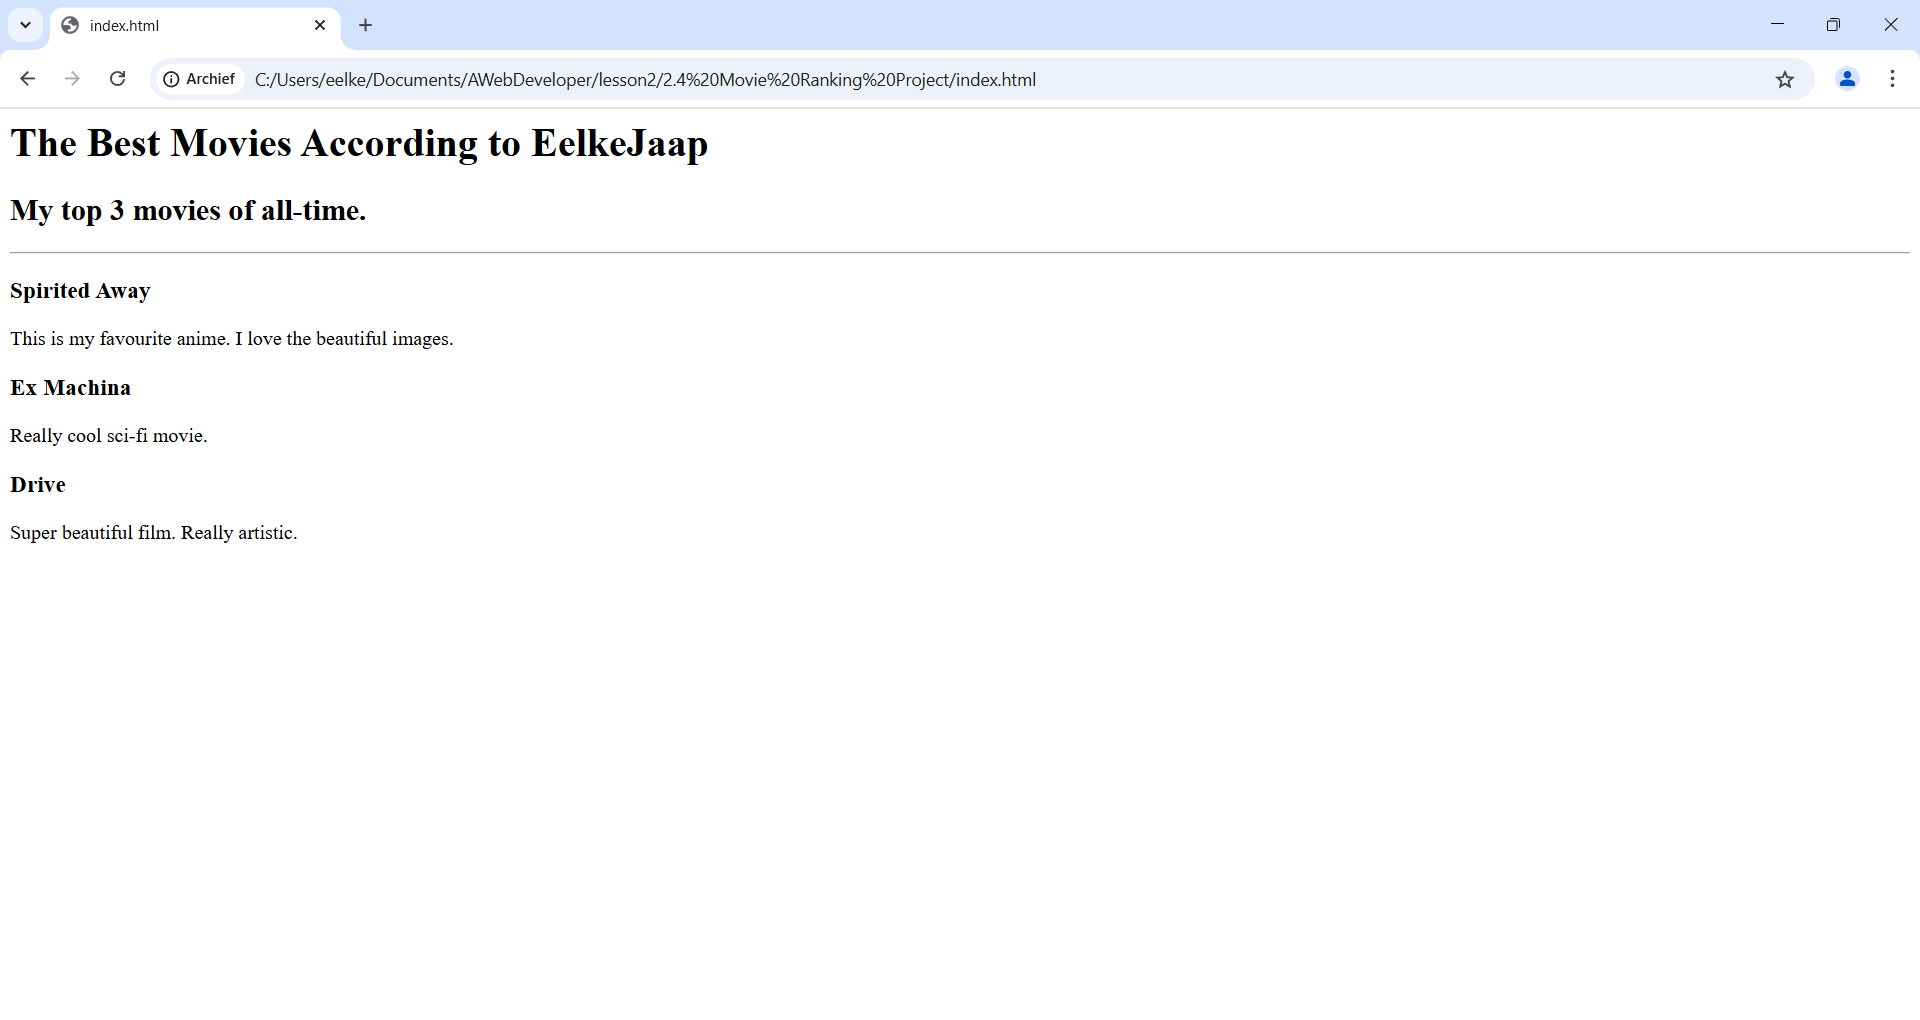 index.html
Archief C:/Users/eelke/Documents/AWebDeveloper/lesson2/2.4%20Movie%20Ranking%20Project/index.html
The Best Movies According to EelkeJaap
My top 3 movies of all-time.
Spirited Away
This is my favourite anime. I love the beautiful images.
Ex Machina
Really cool sci-fi movie.
Drive
Super beautiful film. Really artistic.